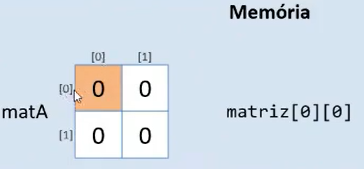 Memória
[0] [1]
[0] 0 0
matA matriz[0][0]
[1] 0 0